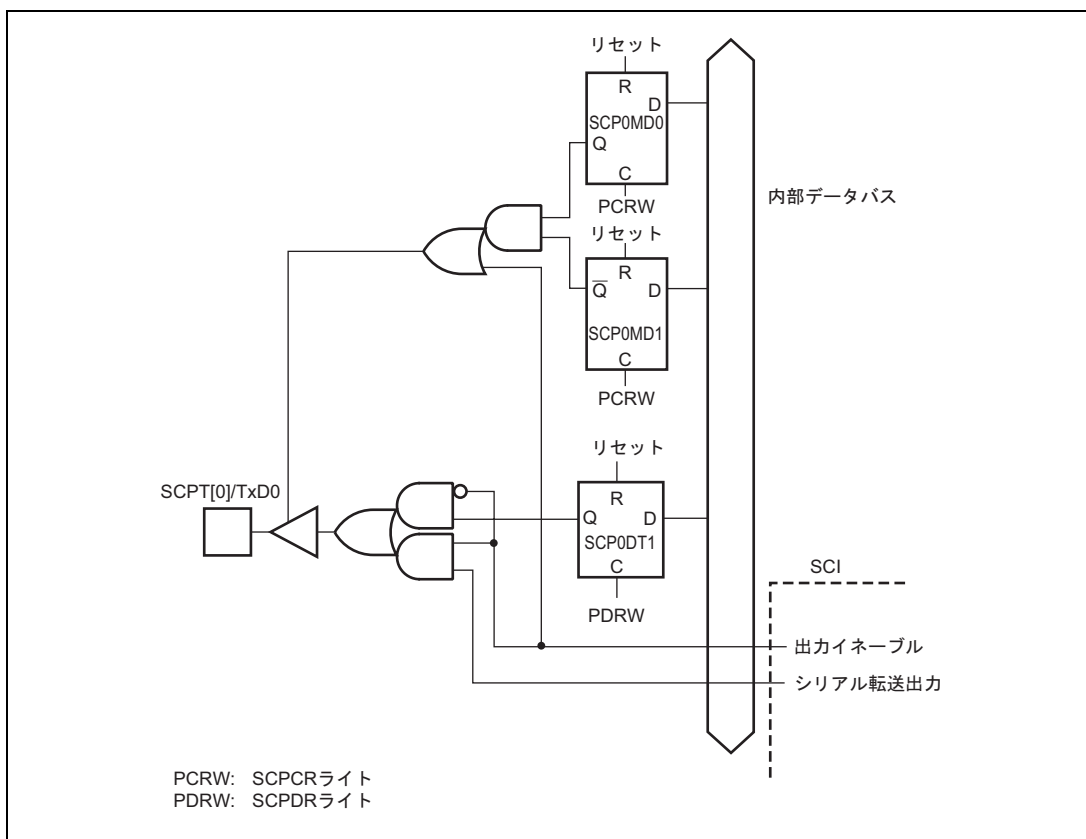 リセット
R
D
SCP0MD0
Q
C
PCRW
内部データバス
リセット
R
Q
D
SCP0MD1
C
PCRW
リセット
SCPT[0]/TxD0
R
Q
D
SCP0DT1
C
SCI
PDRW
出力イネーブル
シリアル転送出力
PCRW: SCPCRライト
PDRW: SCPDRライト